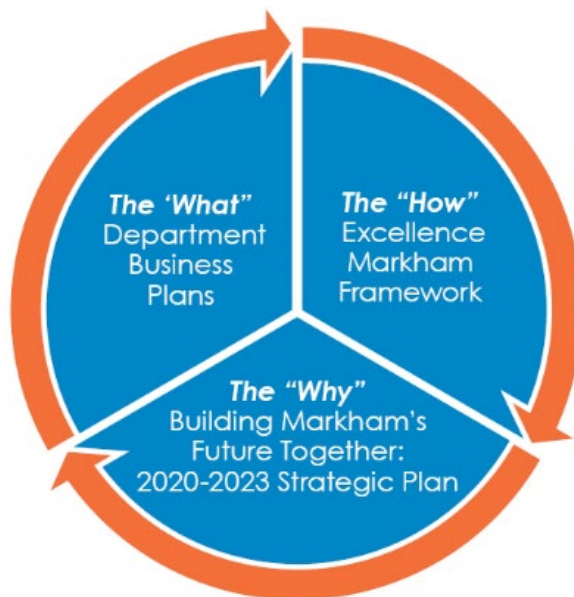 The ‘What”
Department
Business
Plans
The “How”
Excellence
Markham
Framework
The “Why”
Building Markham’s
Future Together:
2020-2023 Strategic Plan